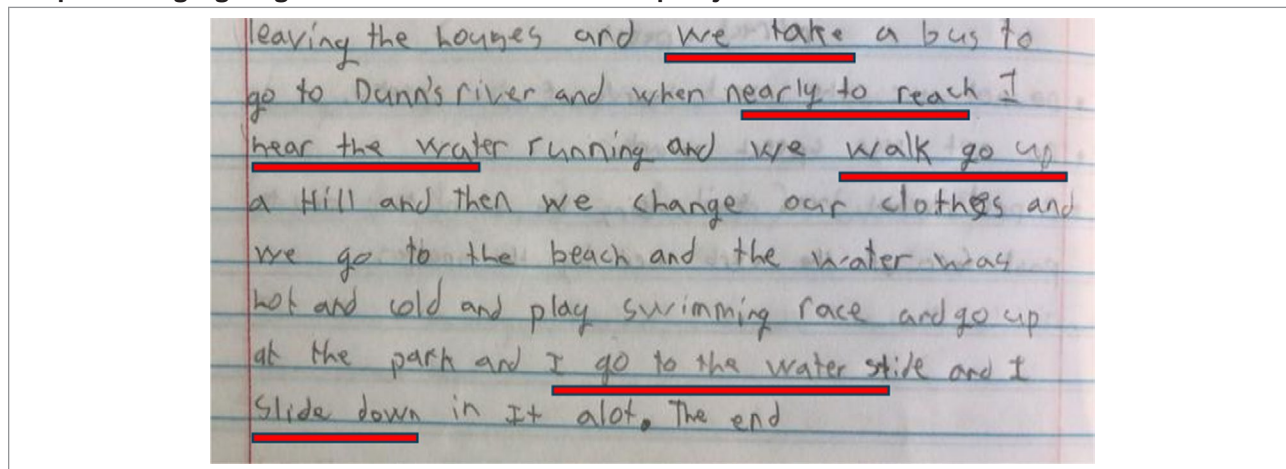 leaving the houses and we take a bus to
go to Dunn's river and when nearly to reach I
hear the water running and we walk go up
a Hill and then we change our clothes and
we go to the beach and the water was
hot and cold and play swimming race and go up
at the park and I go to the water slide and I
Slide down in It alot. The end